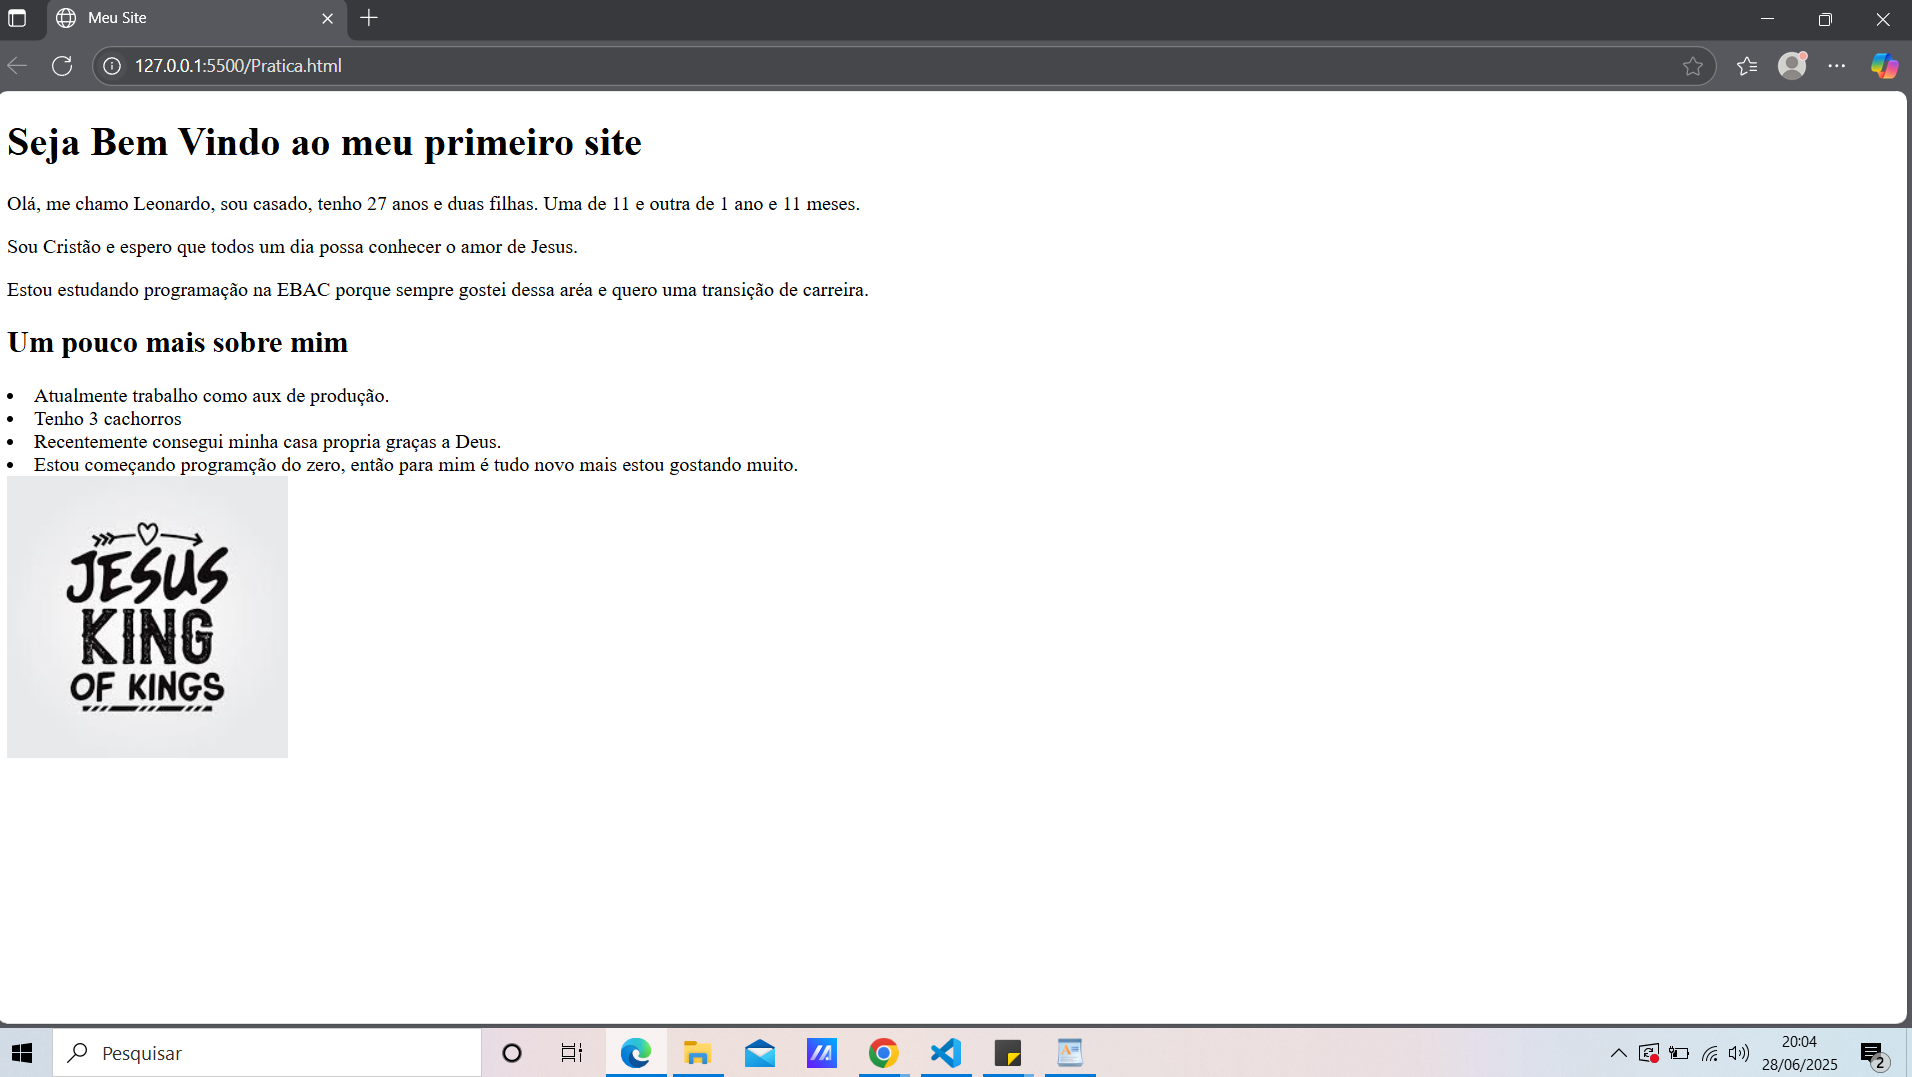 Meu Site
127.0.0.1:5500/Pratica.html
Seja Bem Vindo ao meu primeiro site
Olá, me chamo Leonardo, sou casado, tenho 27 anos e duas filhas. Uma de 11 e outra de 1 ano e 11 meses.
Sou Cristão e espero que todos um dia possa conhecer o amor de Jesus.
Estou estudando programação na EBAC porque sempre gostei dessa aréa e quero uma transição de carreira.
Um pouco mais sobre mim
Atualmente trabalho como aux de produção.
Tenho 3 cachorros
Recentemente consegui minha casa propria graças a Deus.
Estou começando programção do zero, então para mim é tudo novo mais estou gostando muito.
JESUS
KING
OF KINGS
Pesquisar
20:04
28/06/2025
2